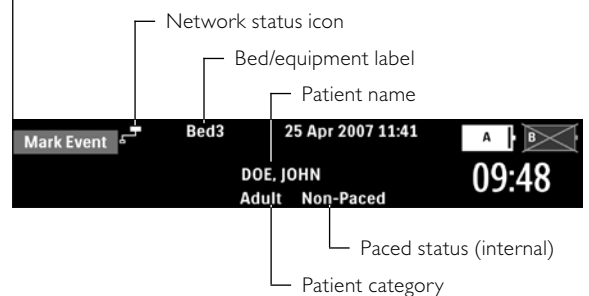 Network status icon
Bed/equipment label
Patient name
Mark Event Bed3 25 Apr 2007 11:41 A B
DOE, JOHN 09:48
Adult Non-Paced
Paced status (internal)
Patient category